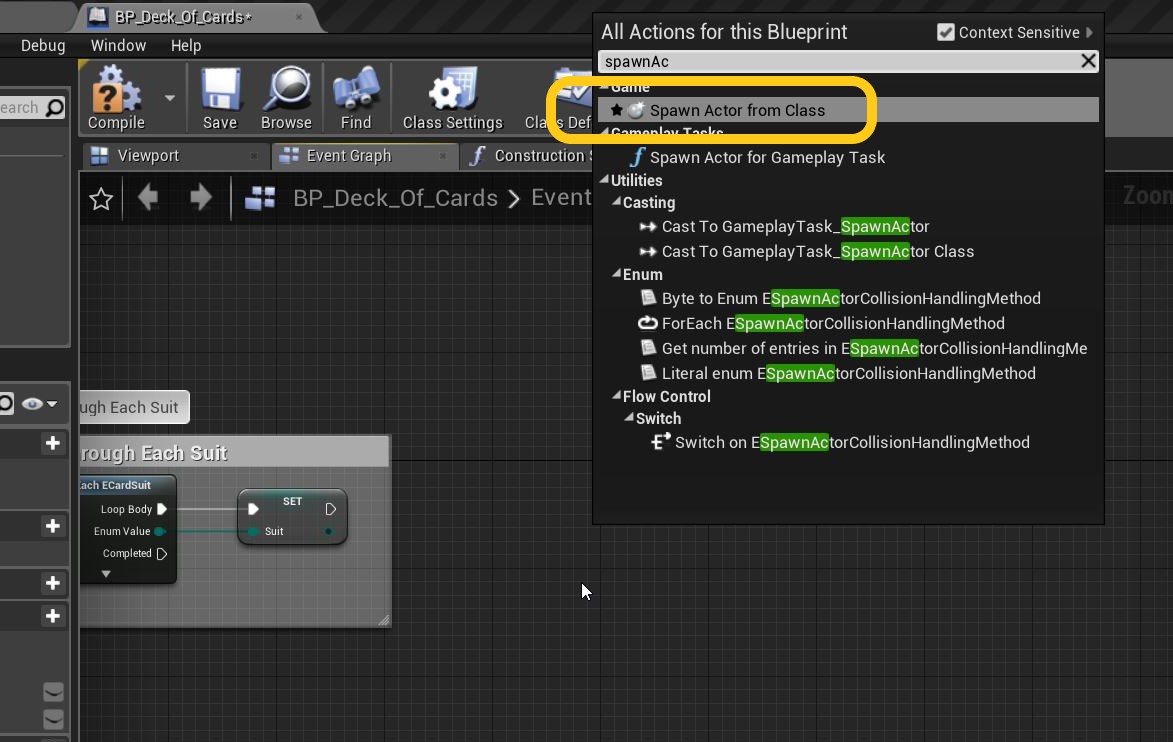 BP_Deck_Of_Cards*
Debug Window Help
All Actions for this Blueprint
Context Sensitive
spawnAc
earch
Compile
Save
Browse
Find
Class Settings
Class Def
Game
Spawn Actor from Class
Gameplay Tasks
Spawn Actor for Gameplay Task
Viewport
Event Graph
Construction S
BP_Deck_Of_Cards > Event
Zoom
Utilities
Casting
Cast To GameplayTask_SpawnActor
Cast To GameplayTask_SpawnActor Class
Enum
Byte to Enum ESpawnActorCollisionHandlingMethod
ForEach ESpawnActorCollisionHandlingMethod
Get number of entries in ESpawnActorCollisionHandlingMe
Literal enum ESpawnActorCollisionHandlingMethod
Flow Control
Switch
Switch on ESpawnActorCollisionHandlingMethod
ugh Each Suit
rough Each Suit
ach ECardSuit
Loop Body
Enum Value
Completed
SET
Suit